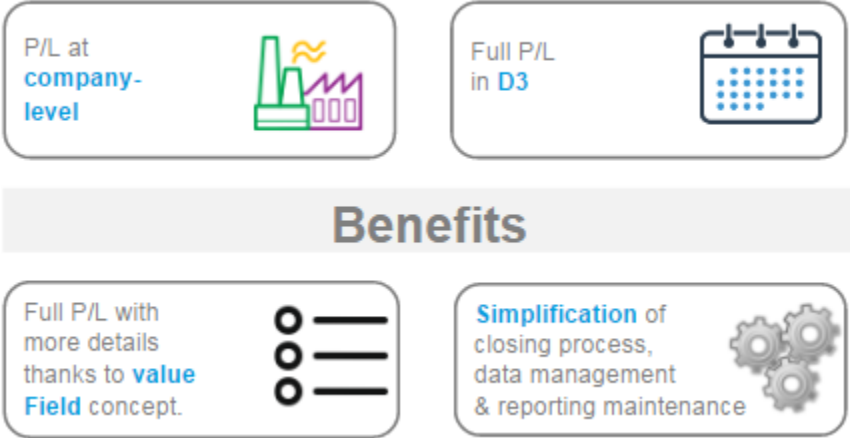 P/L at
company-
level
Full P/L
in D3
Benefits
Full P/L with
more details
thanks to value
Field concept.
Simplification of
closing process,
data management
& reporting maintenance